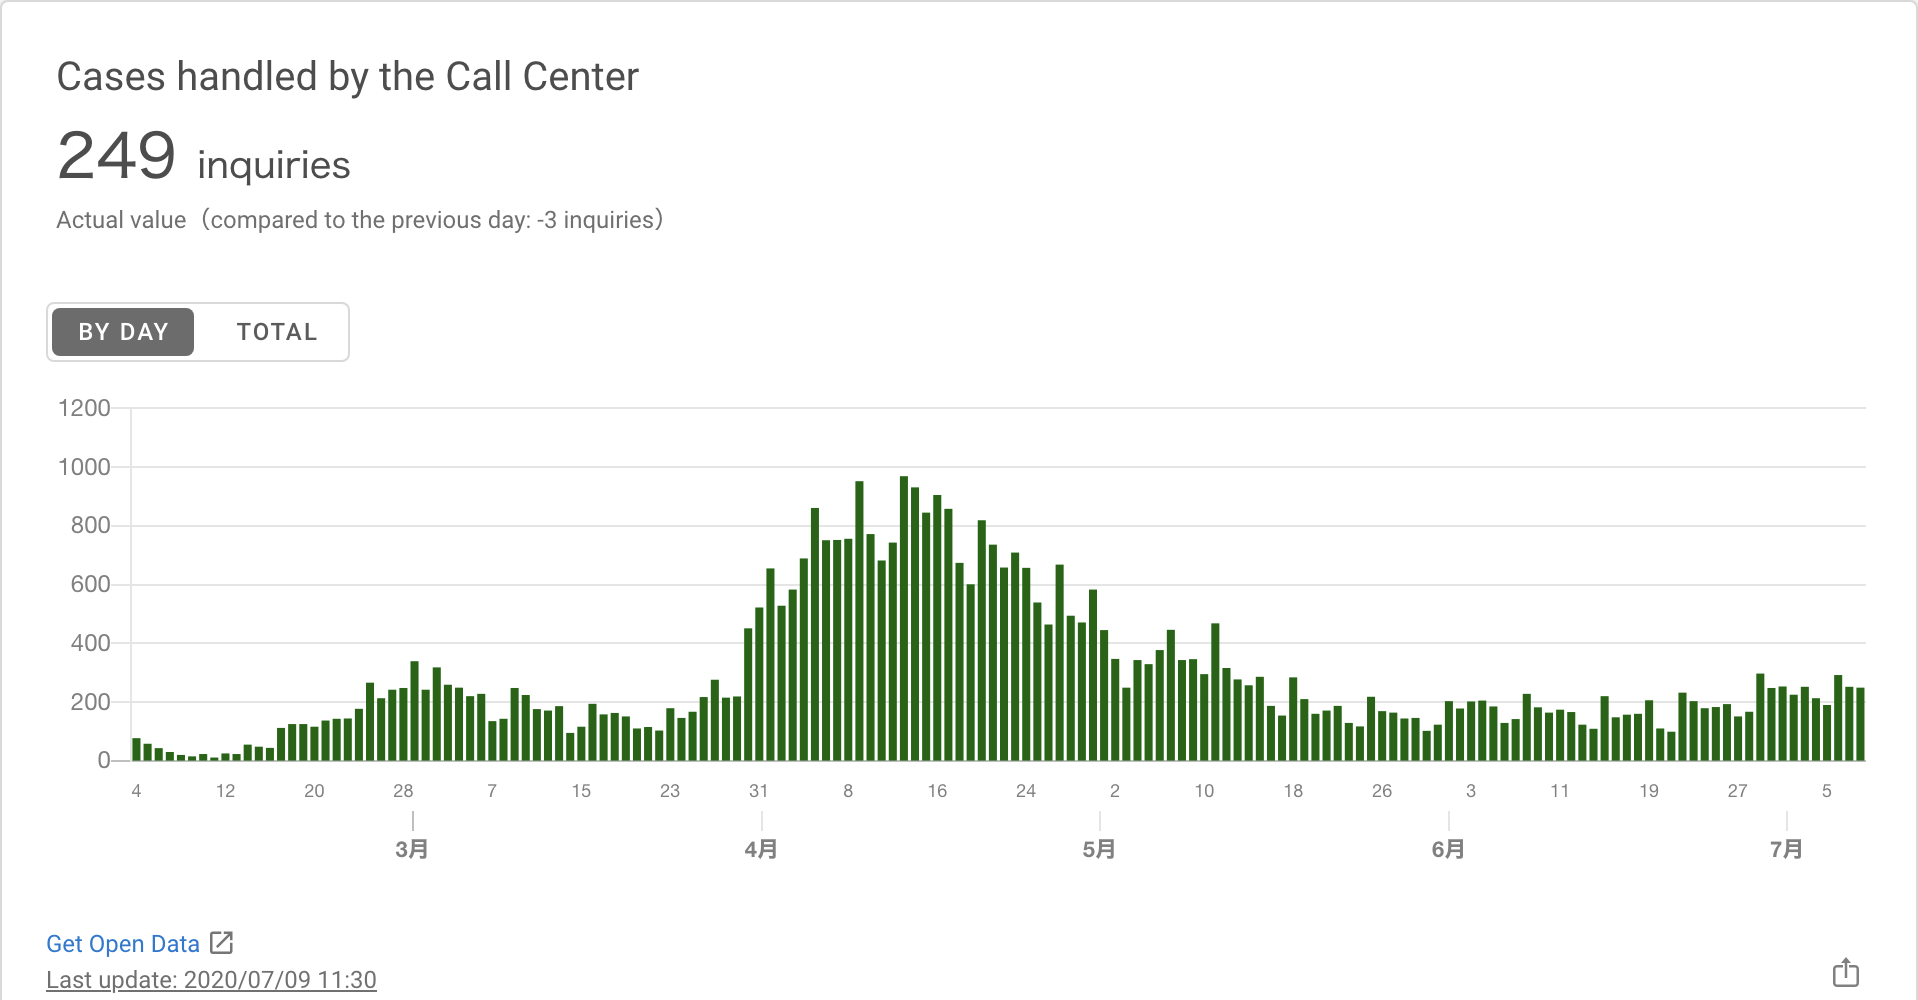 Cases handled by the Call Center
249 inquiries
Actual value（compared to the previous day: -3 inquiries）
BY DAY TOTAL
1200
1000
800
600
400
200
0
4 12 20 28 7 15 23 31 8 16 24 2 10 18 26 3 11 19 27 5
3月 4月 5月 6月 7月
Get Open Data
Last update: 2020/07/09 11:30